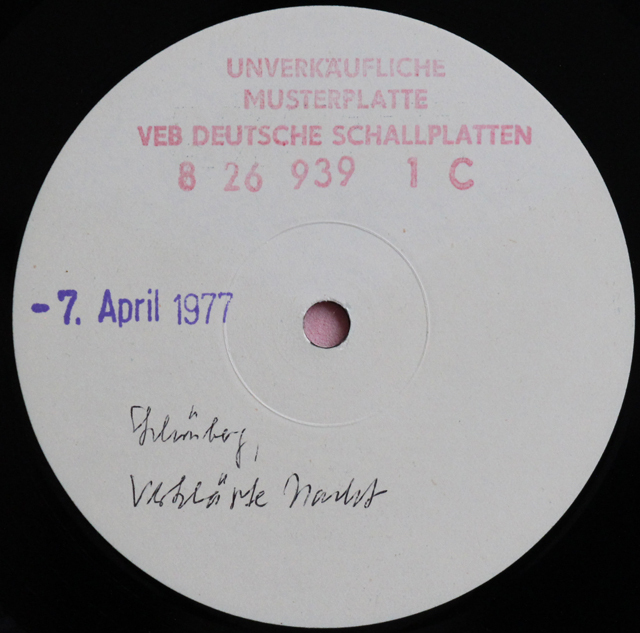 UNVERKÄUFLICHE
MUSTERPLATTE
VEB DEUTSCHE SCHALLPLATTEN
8 26 939 1 C
-7. April 1977
Schönberg,
Verklärte Nacht